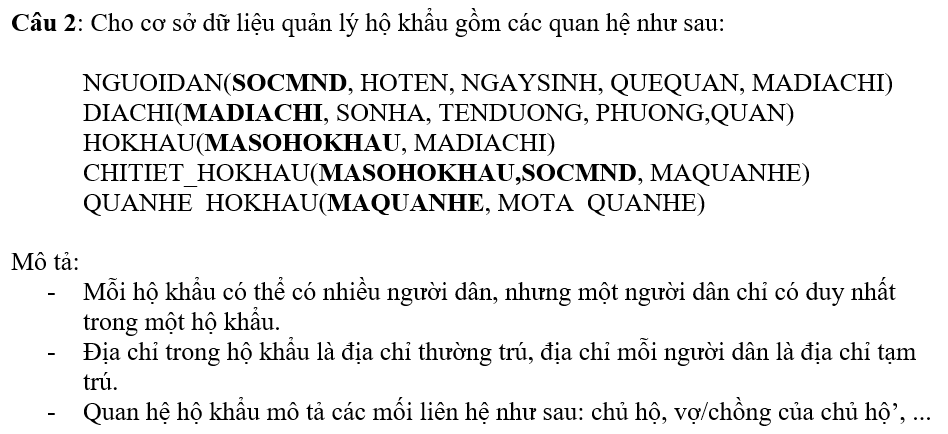 Câu 2: Cho cơ sở dữ liệu quản lý hộ khẩu gồm các quan hệ như sau:
NGUOIDAN(SOCMND, HOTEN, NGAYSINH, QUEQUAN, MADIACHI)
DIACHI(MADIACHI, SONHA, TENDUONG, PHUONG,QUAN)
HOKHAU(MASOHOKHAU, MADIACHI)
CHITIET_HOKHAU(MASOHOKHAU,SOCMND, MAQUANHE)
QUANHE HOKHAU(MAQUANHE, MOTA QUANHE)
Mô tả:
- Mỗi hộ khẩu có thể có nhiều người dân, nhưng một người dân chỉ có duy nhất
trong một hộ khẩu.
- Địa chỉ trong hộ khẩu là địa chỉ thường trú, địa chỉ mỗi người dân là địa chỉ tạm
trú.
- Quan hệ hộ khẩu mô tả các mối liên hệ như sau: chủ hộ, vợ/chồng của chủ hộ’, ...